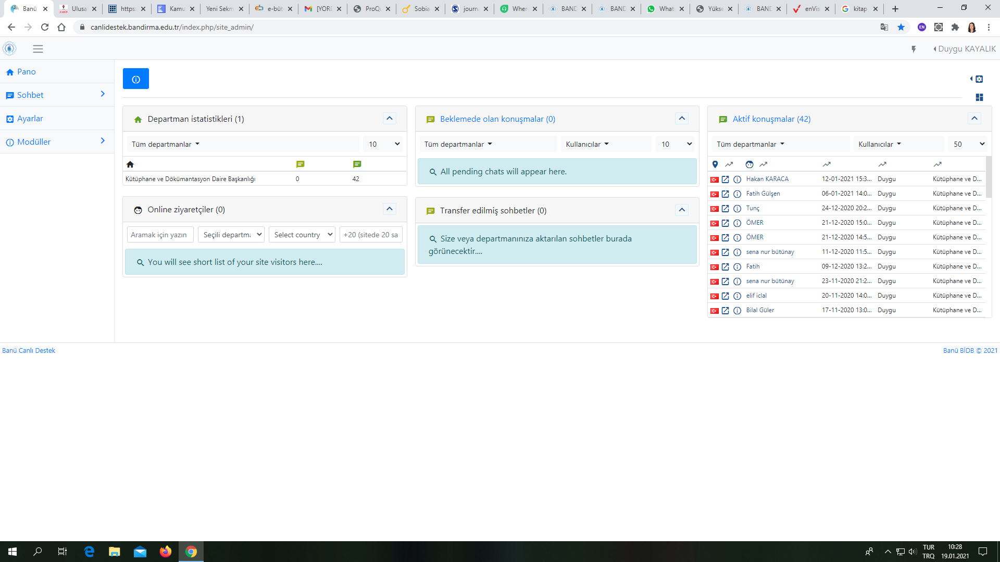 Banü
Ulusa
https:
Kamu
Yeni Sekm
e-büt
[YORD
ProQu
Sobia
journa
When
BAND
BAND
What
Yükse
BAND
enVis
kitap
canlidestek.bandirma.edu.tr/index.php/site_admin/
EN
Duygu KAYALIK
Pano
Sohbet
Ayarlar
Modüller
Departman istatistikleri (1)
Tüm departmanlar
10
Kütüphane ve Dökümantasyon Daire Başkanlığı 0 42
Online ziyaretçiler (0)
Aramak için yazın
Seçili departma
Select country
+20 (sitede 20 sa
You will see short list of your site visitors here....
Beklemede olan konuşmalar (0)
Tüm departmanlar
Kullanıcılar
10
All pending chats will appear here.
Transfer edilmiş sohbetler (0)
Size veya departmanınıza aktarılan sohbetler burada
görünecektir....
Aktif konuşmalar (42)
Tüm departmanlar
Kullanıcılar
50
Hakan KARACA 12-01-2021 15:3... Duygu Kütüphane ve D...
Fatih Gülşen 06-01-2021 14:0... Duygu Kütüphane ve D...
Tunç 24-12-2020 20:2... Duygu Kütüphane ve D...
ÖMER 21-12-2020 15:0... Duygu Kütüphane ve D...
ÖMER 21-12-2020 14:5... Duygu Kütüphane ve D...
sena nur bütünay 11-12-2020 11:5... Duygu Kütüphane ve D...
Fatih 09-12-2020 13:2... Duygu Kütüphane ve D...
sena nur bütünay 23-11-2020 21:2... Duygu Kütüphane ve D...
elif iclal 20-11-2020 14:0... Duygu Kütüphane ve D...
Bilal Güler 17-11-2020 13:0... Duygu Kütüphane ve D...
Banü Canlı Destek
Banü BİDB © 2021
TUR
TRQ
10:28
19.01.2021